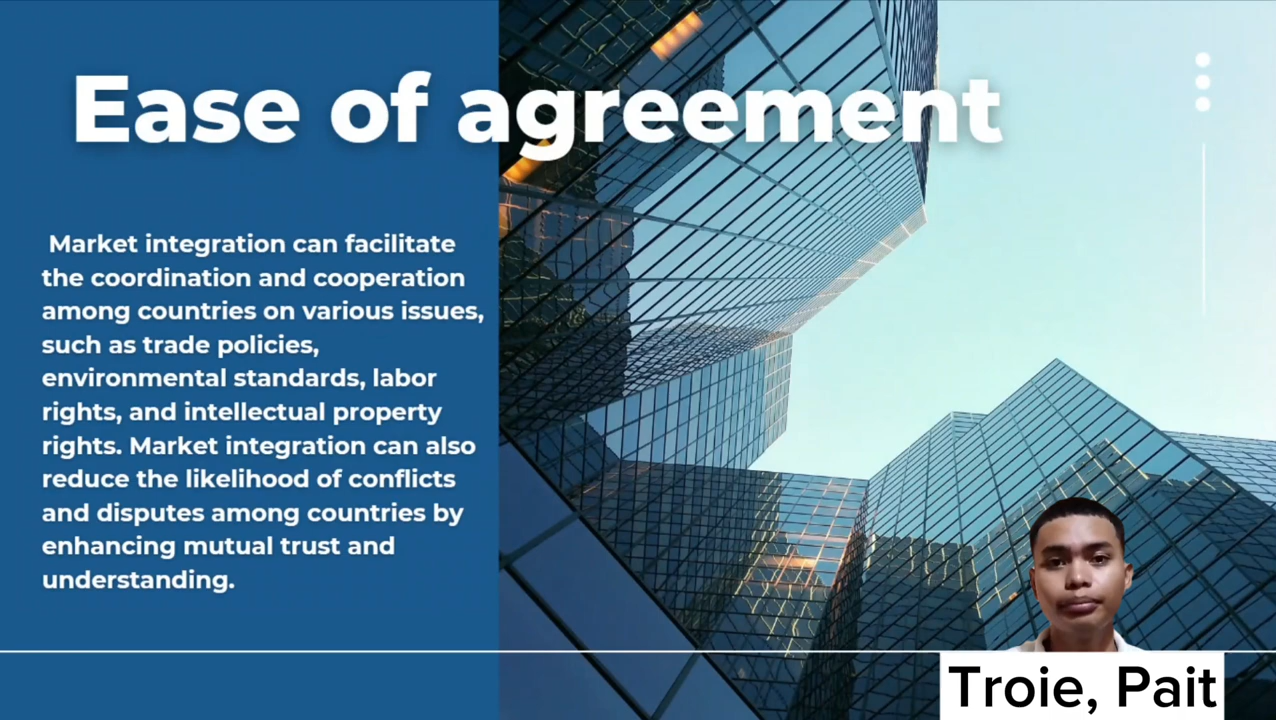 Ease of agreement
Market integration can facilitate
the coordination and cooperation
among countries on various issues,
such as trade policies,
environmental standards, labor
rights, and intellectual property
rights. Market integration can also
reduce the likelihood of conflicts
and disputes among countries by
enhancing mutual trust and
understanding.
Troie, Pait